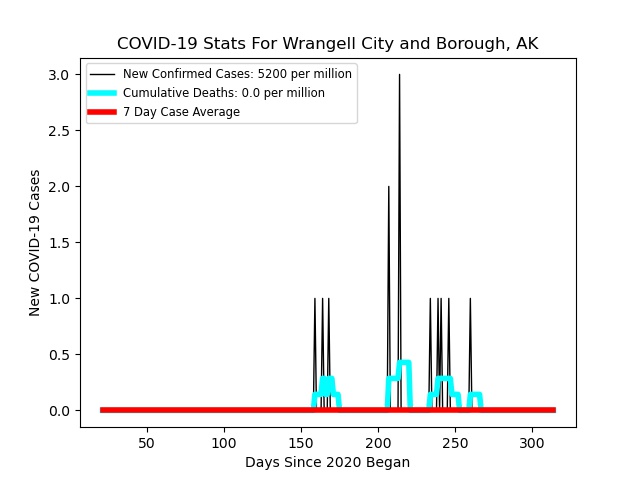 COVID-19 Stats For Wrangell City and Borough, AK
New Confirmed Cases: 5200 per million
Cumulative Deaths: 0.0 per million
7 Day Case Average
New COVID-19 Cases
3.0
2.5
2.0
1.5
1.0
0.5
0.0
50 100 150 200 250 300
Days Since 2020 Began